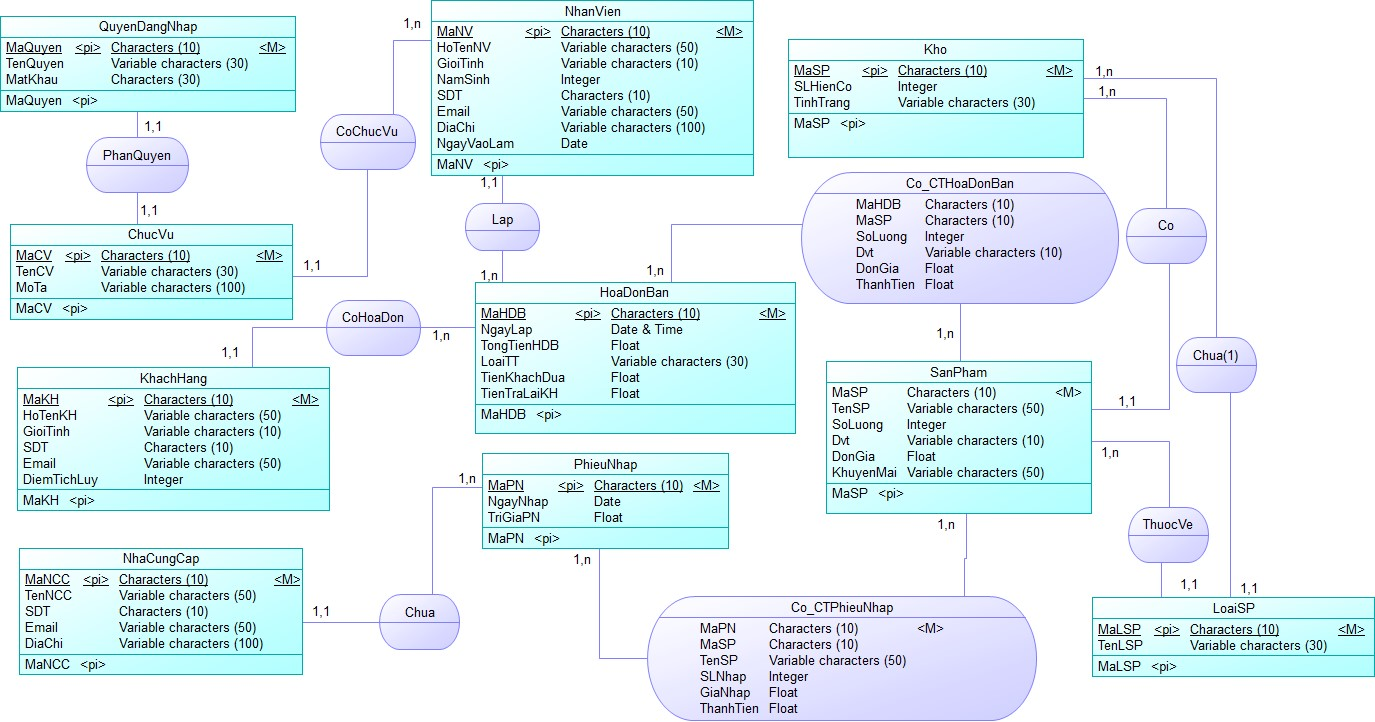 QuyenDangNhap
MaQuyen <pi> Characters (10) <M>
TenQuyen Variable characters (30)
MatKhau Characters (30)
MaQuyen <pi>
1,1
PhanQuyen
1,1
ChucVu
MaCV <pi> Characters (10) <M>
TenCV Variable characters (30)
MoTa Variable characters (100)
MaCV <pi>
1,1
CoChucVu
1,n
NhanVien
MaNV <pi> Characters (10) <M>
HoTenNV Variable characters (50)
GioiTinh Variable characters (10)
NamSinh Integer
SDT Characters (10)
Email Variable characters (50)
DiaChi Variable characters (100)
NgayVaoLam Date
MaNV <pi>
1,1
Lap
1,n
Kho
MaSP <pi> Characters (10) <M>
SLHienCo Integer
TinhTrang Variable characters (30)
MaSP <pi>
1,n
1,n
Co_CTHoaDonBan
MaHDB Characters (10)
MaSP Characters (10)
SoLuong Integer
Dvt Variable characters (10)
DonGia Float
ThanhTien Float
1,n
1,n
Co
Chua(1)
HoaDonBan
MaHDB <pi> Characters (10) <M>
NgayLap Date & Time
TongTienHDB Float
LoaiTT Variable characters (30)
TienKhachDua Float
TienTraLaiKH Float
MaHDB <pi>
CoHoaDon
1,n
1,1
KhachHang
MaKH <pi> Characters (10) <M>
HoTenKH Variable characters (50)
GioiTinh Variable characters (10)
SDT Characters (10)
Email Variable characters (50)
DiemTichLuy Integer
MaKH <pi>
SanPham
MaSP Characters (10) <M>
TenSP Variable characters (50)
SoLuong Integer
Dvt Variable characters (10)
DonGia Float
KhuyenMai Variable characters (50)
MaSP <pi>
1,1
1,n
1,n
ThuocVe
1,1
1,1
PhieuNhap
MaPN <pi> Characters (10) <M>
NgayNhap Date
TriGiaPN Float
MaPN <pi>
1,n
1,n
NhaCungCap
MaNCC <pi> Characters (10) <M>
TenNCC Variable characters (50)
SDT Characters (10)
Email Variable characters (50)
DiaChi Variable characters (100)
MaNCC <pi>
1,1
Chua
Co_CTPhieuNhap
MaPN Characters (10) <M>
MaSP Characters (10)
TenSP Variable characters (50)
SLNhap Integer
GiaNhap Float
ThanhTien Float
LoaiSP
MaLSP <pi> Characters (10) <M>
TenLSP Variable characters (30)
MaLSP <pi>